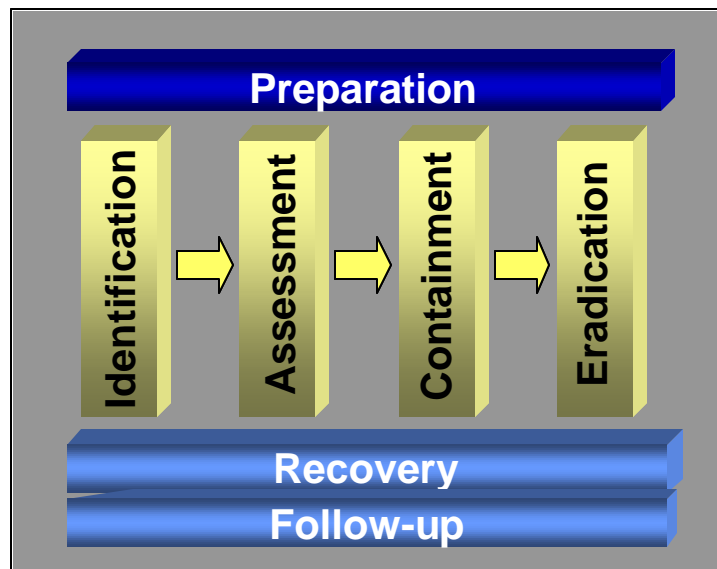 Preparation
Identification
Assessment
Containment
Eradication
Recovery
Follow-up